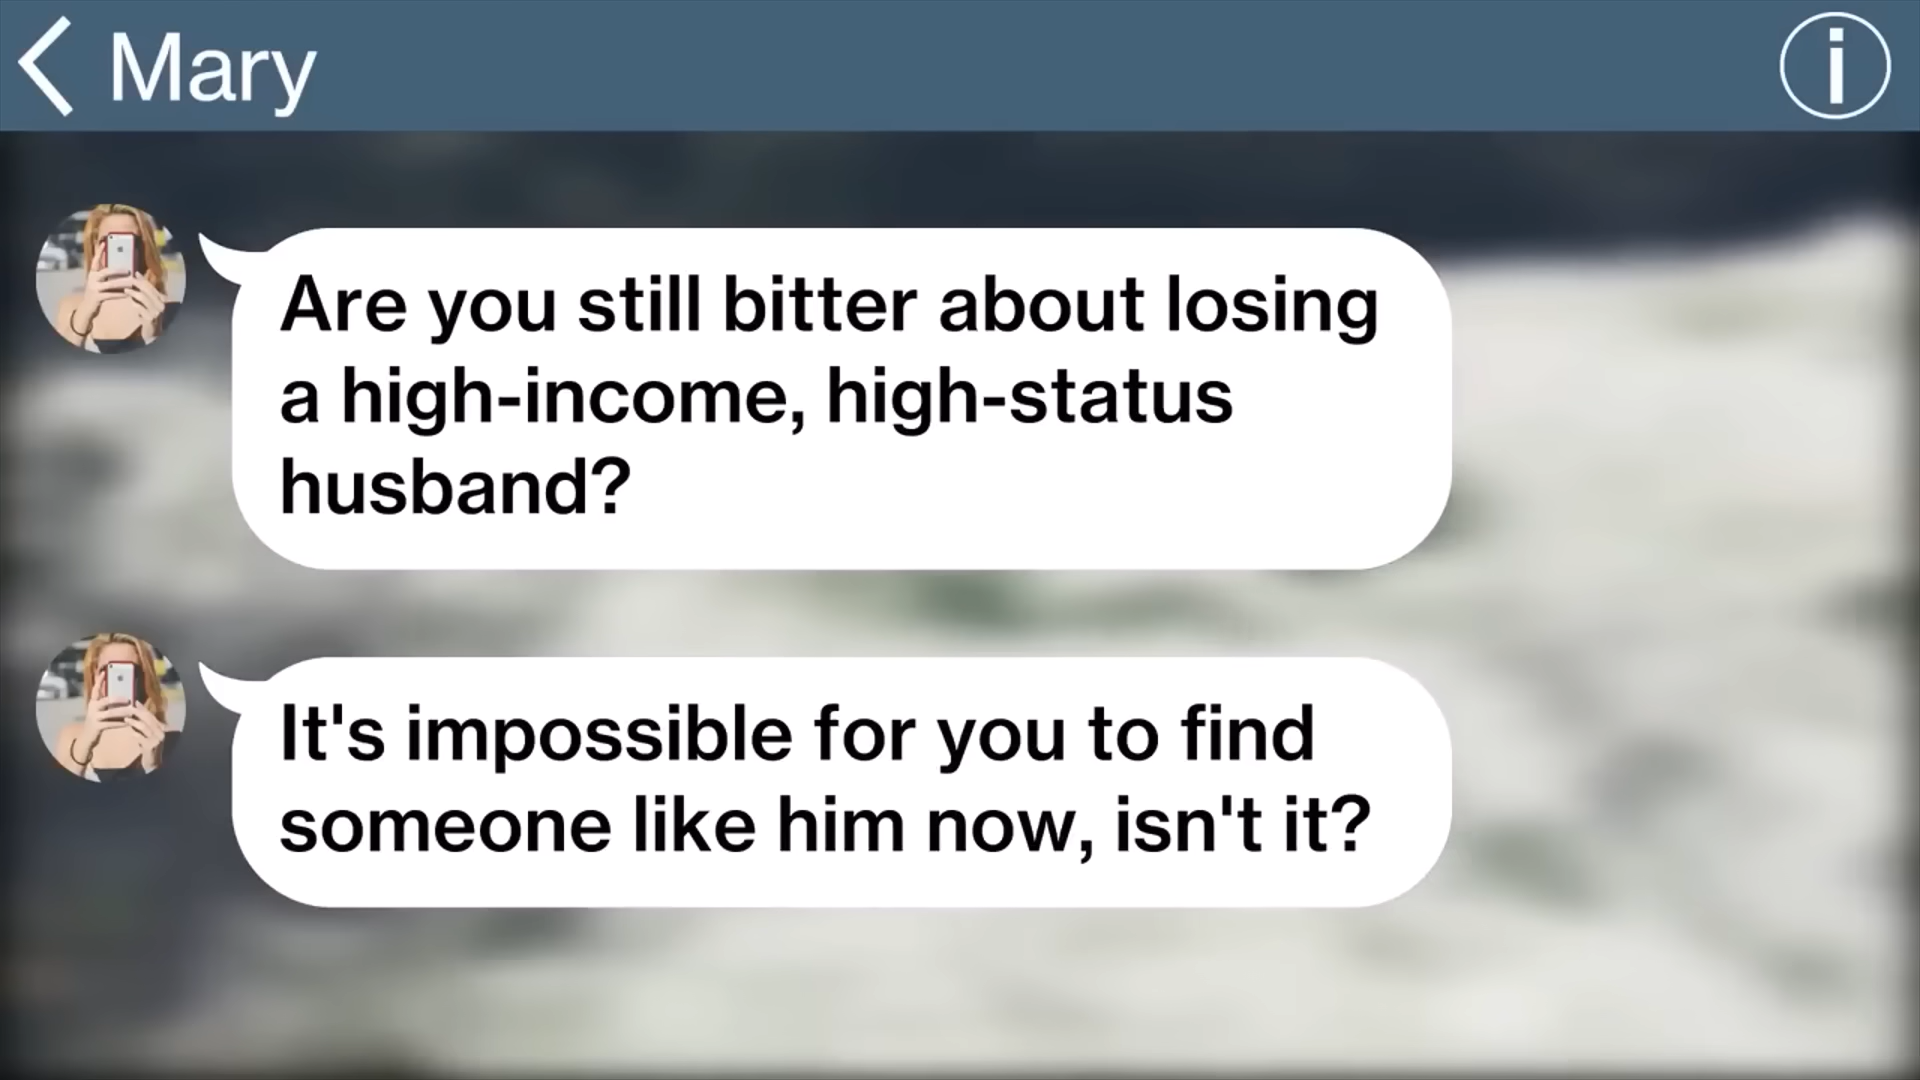 Mary
Are you still bitter about losing
a high-income, high-status
husband?
It's impossible for you to find
someone like him now, isn't it?